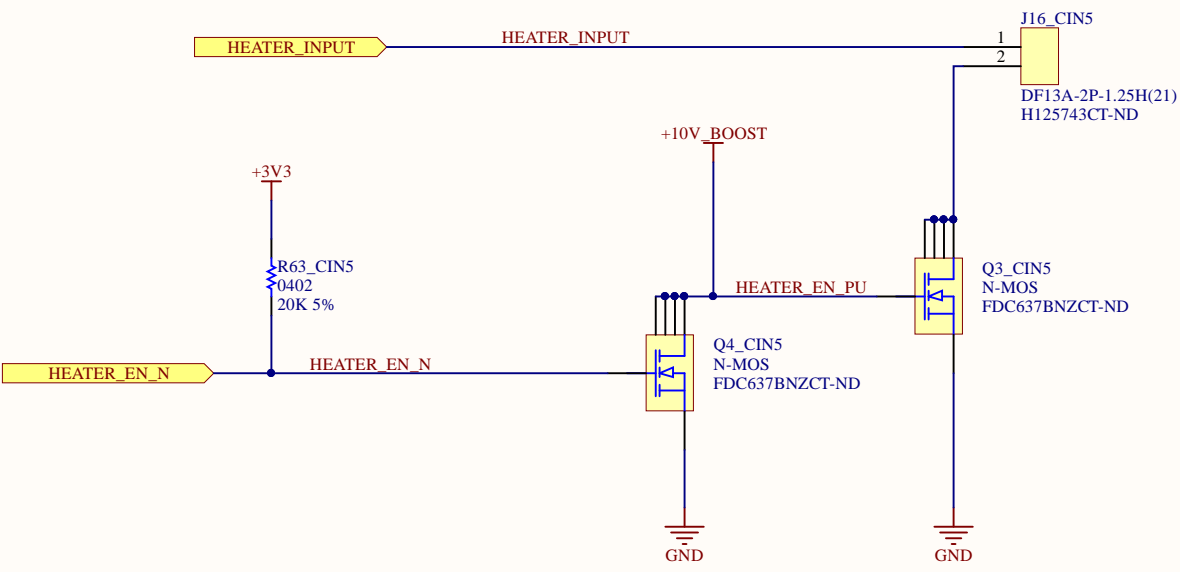 J16_CIN5
HEATER_INPUT
HEATER_INPUT
1
2
DF13A-2P-1.25H(21)
H125743CT-ND
+10V_BOOST
+3V3
R63_CIN5
0402
20K 5%
Q3_CIN5
N-MOS
FDC637BNZCT-ND
HEATER_EN_PU
Q4_CIN5
N-MOS
FDC637BNZCT-ND
HEATER_EN_N
HEATER_EN_N
GND
GND